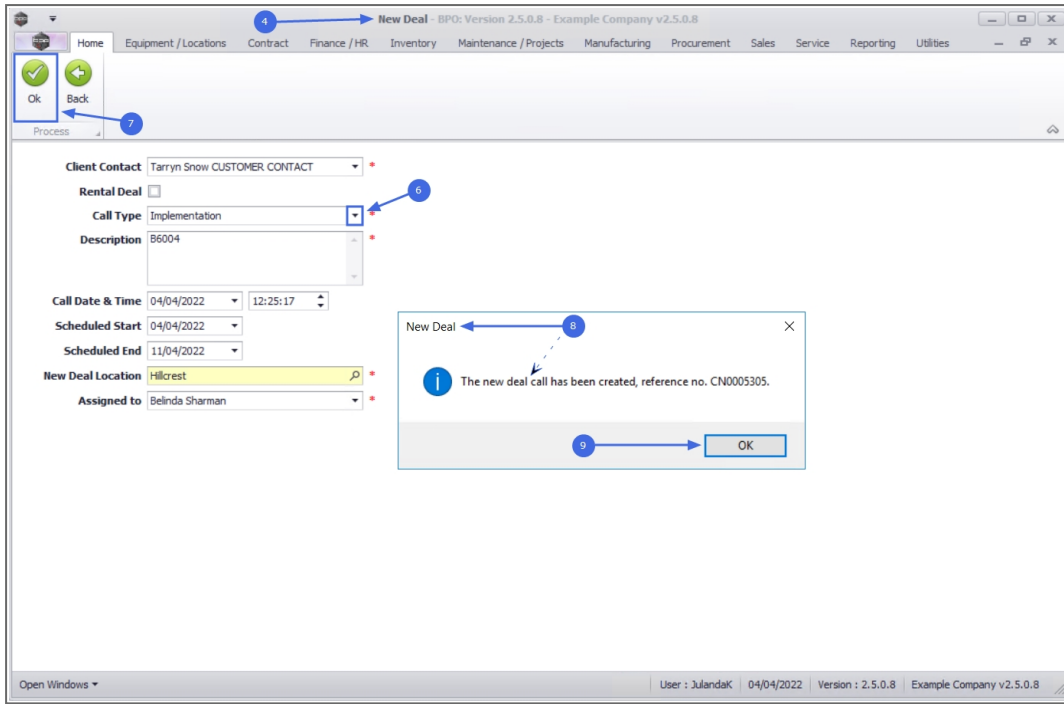 4
New Deal - BPO: Version 2.5.0.8 - Example Company v2.5.0.8
Home Equipment / Locations Contract Finance / HR Inventory Maintenance / Projects Manufacturing Procurement Sales Service Reporting Utilities
Ok Back
7
Process
Client Contact Tarryn Snow CUSTOMER CONTACT *
Rental Deal
6
Call Type Implementation *
Description B6004 *
Call Date & Time 04/04/2022 12:25:17
Scheduled Start 04/04/2022
Scheduled End 11/04/2022
New Deal Location Hillcrest *
Assigned to Belinda Sharman *
New Deal 8
The new deal call has been created, reference no. CN0005305.
9 OK
Open Windows User : JulandaK 04/04/2022 Version : 2.5.0.8 Example Company v2.5.0.8